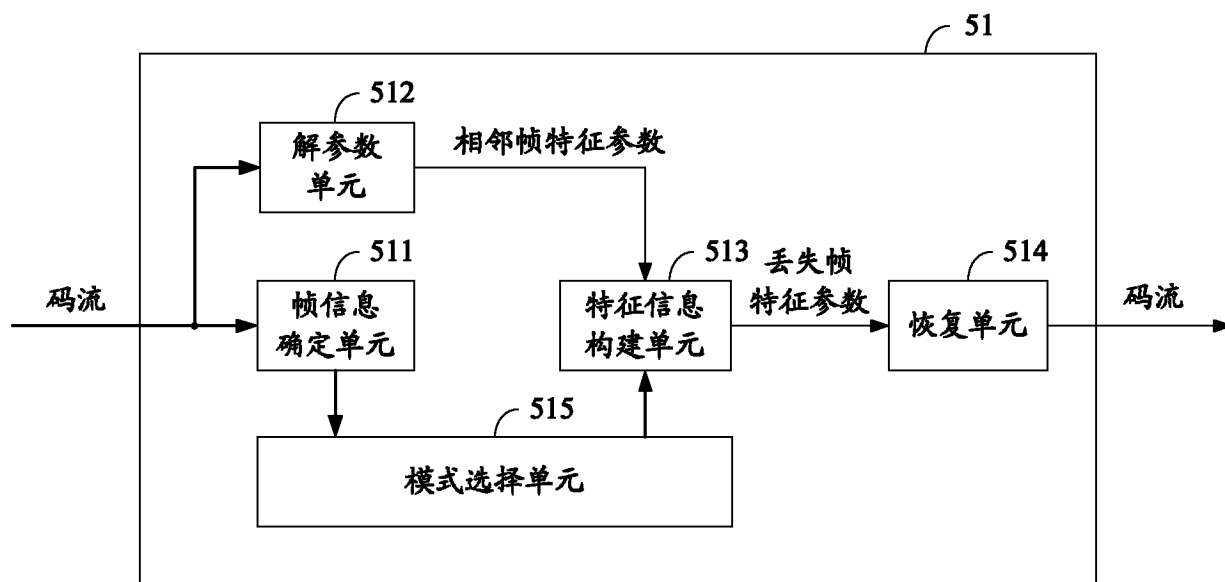 51
512
解参数
单元
相邻帧特征参数
511
帧信息
确定单元
码流
513
特征信息
构建单元
丢失帧
特征参数
514
恢复单元
码流
515
模式选择单元